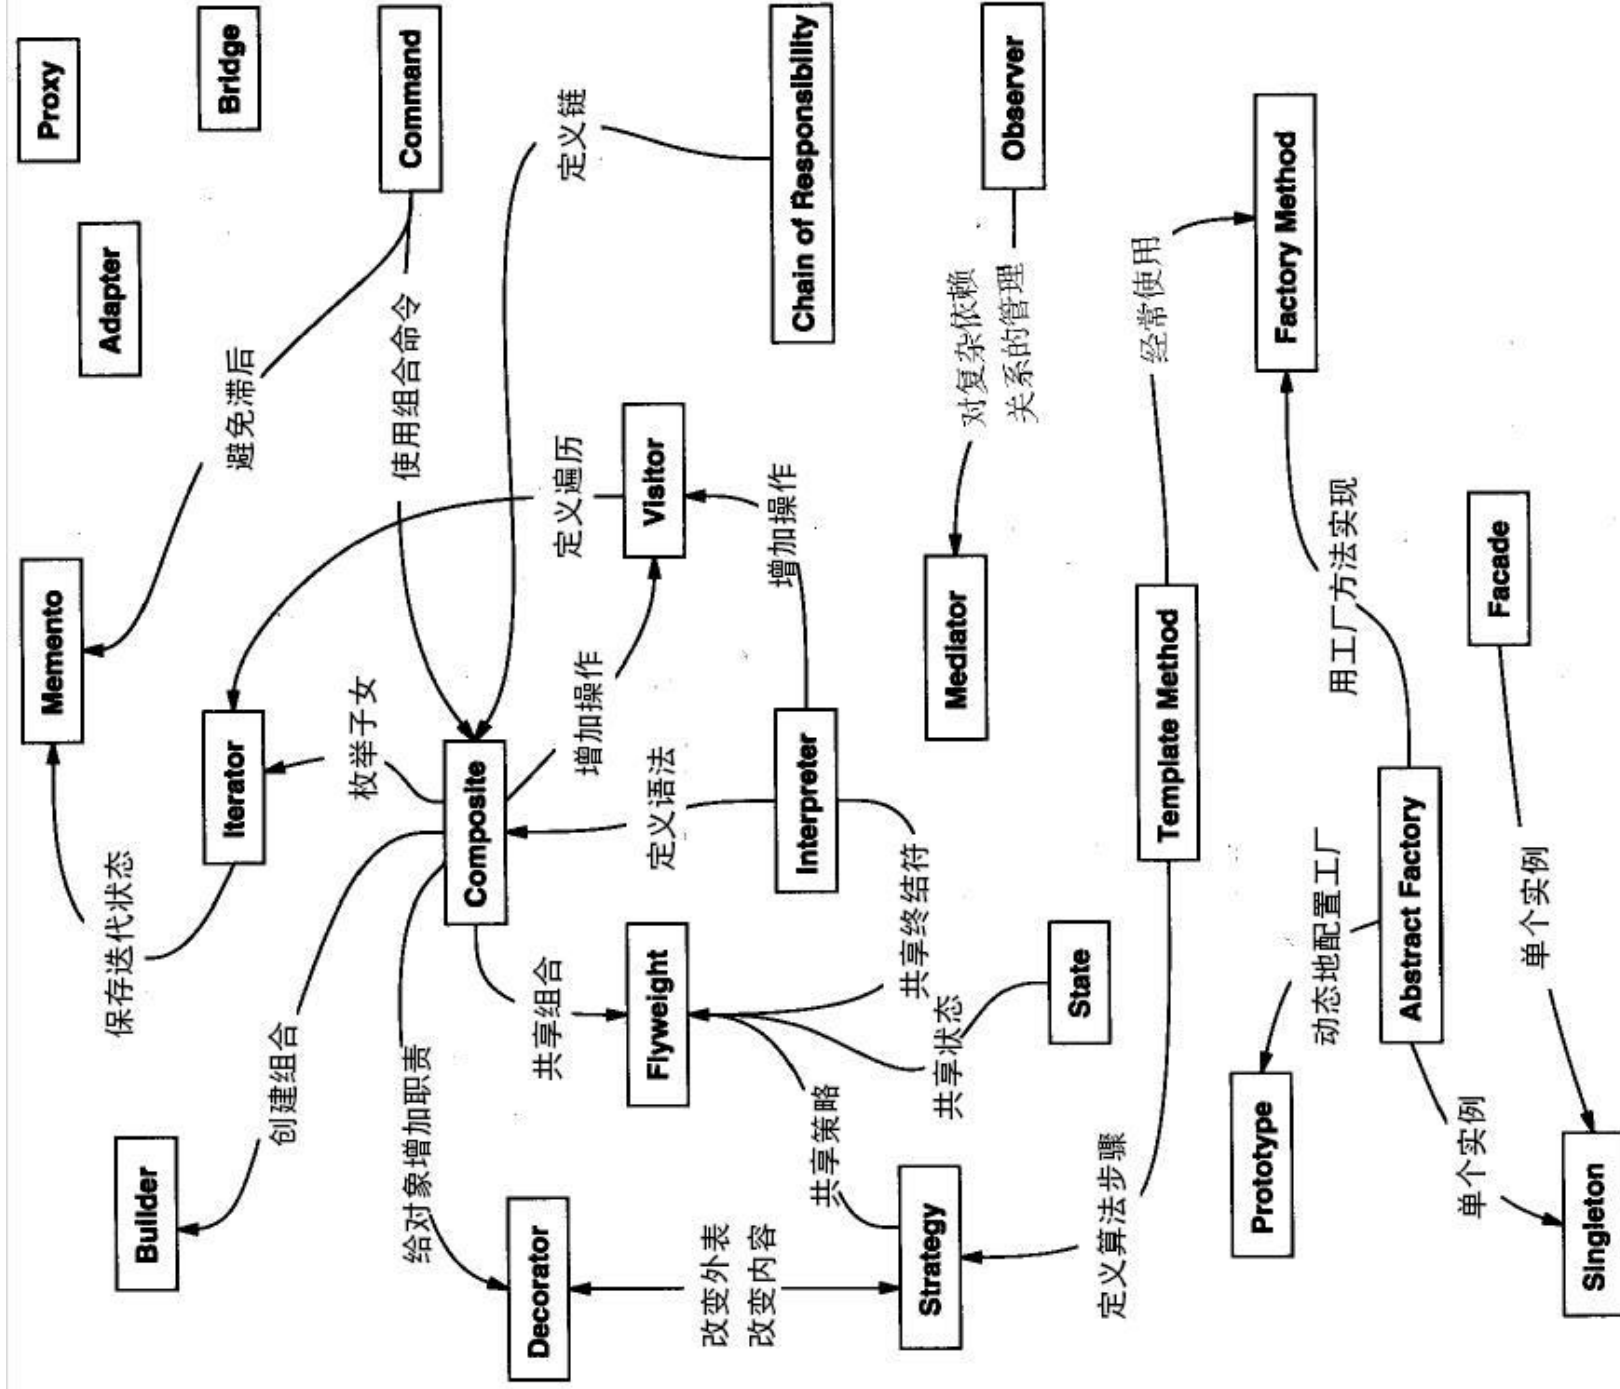 Memento
Proxy
保存迭代状态
Adapter
Builder
Iterator
避免滞后
Bridge
创建组合
枚举子女
给对象增加职责
使用组合命令
Command
Composite
Decorator
共享组合
增加操作
定义遍历
定义链
Flyweight
定义语法
Visitor
改变外表
改变内容
共享策略
增加操作
Interpreter
Chain of Responsibility
共享终结符
Strategy
共享状态
Mediator
对复杂依赖
关系的管理
Observer
State
定义算法步骤
Template Method
经常使用
Prototype
Factory Method
动态地配置工厂
用工厂方法实现
Abstract Factory
单个实例
Facade
单个实例
Singleton